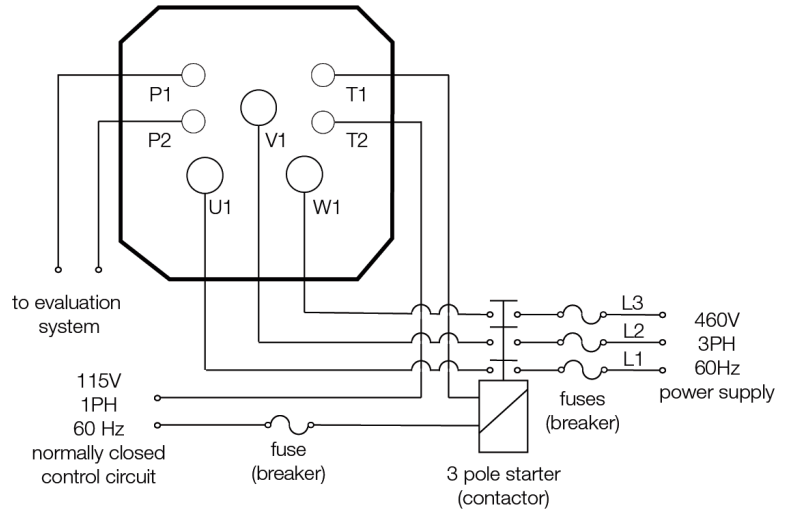 P1
T1
P2
V1
T2
U1
W1
to evaluation
system
L3
L2
L1
460V
3PH
60Hz
power supply
115V
1PH
60 Hz
normally closed
control circuit
fuse
(breaker)
fuses
(breaker)
3 pole starter
(contactor)